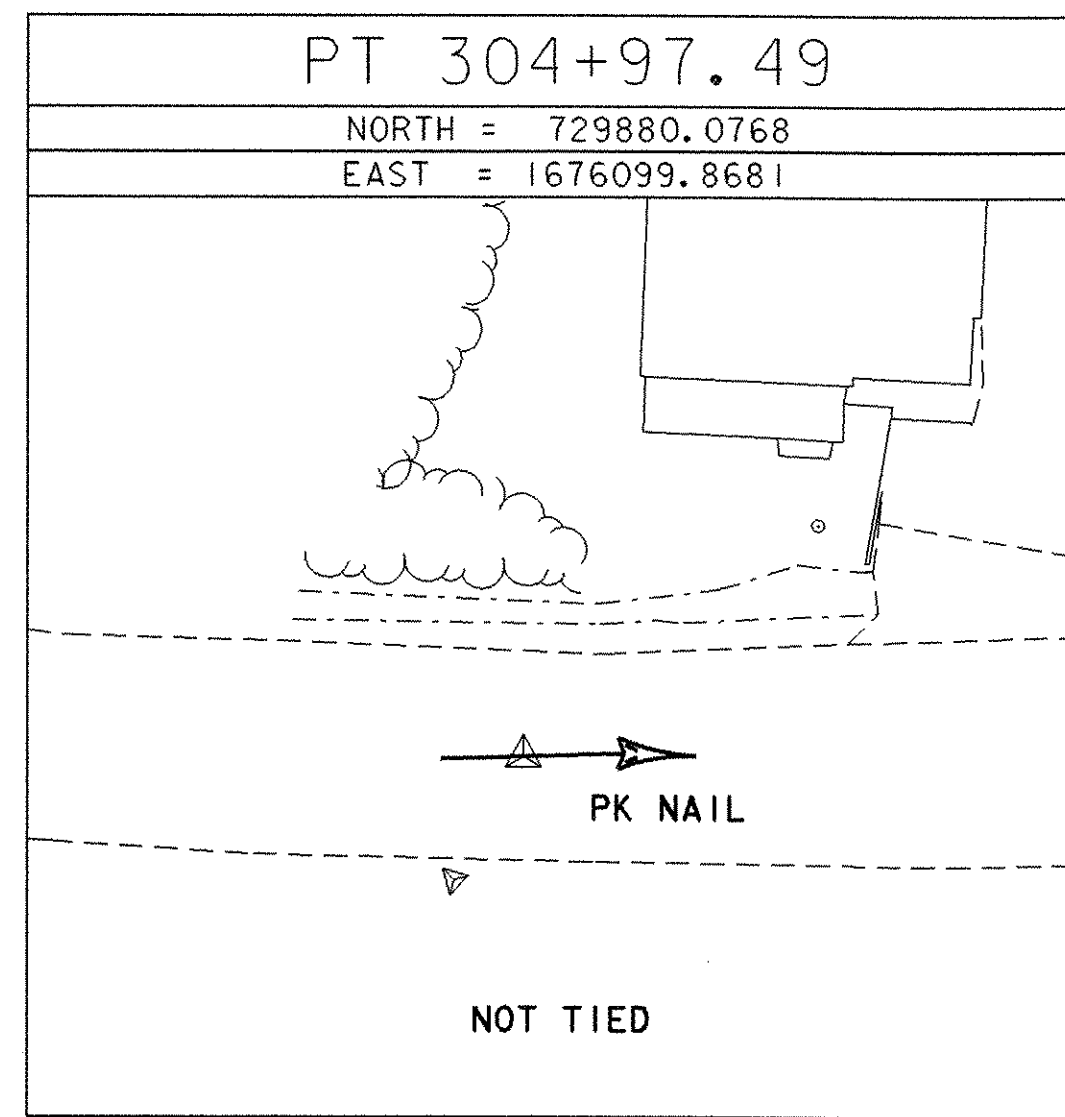 PT 304+97.49
NORTH = 729880.0768
EAST = 1676099.8681
PK NAIL
NOT TIED